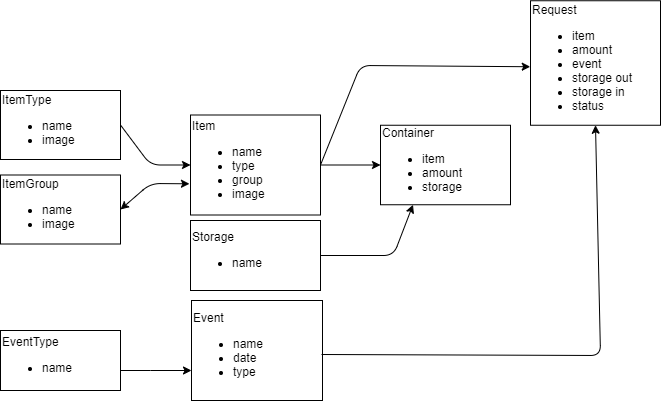 Request
• item
• amount
• event
• storage out
• storage in
• status
ItemType
• name
• image
Item
• name
• type
• group
• image
Container
• item
• amount
• storage
ItemGroup
• name
• image
Storage
• name
Event
• name
• date
• type
EventType
• name